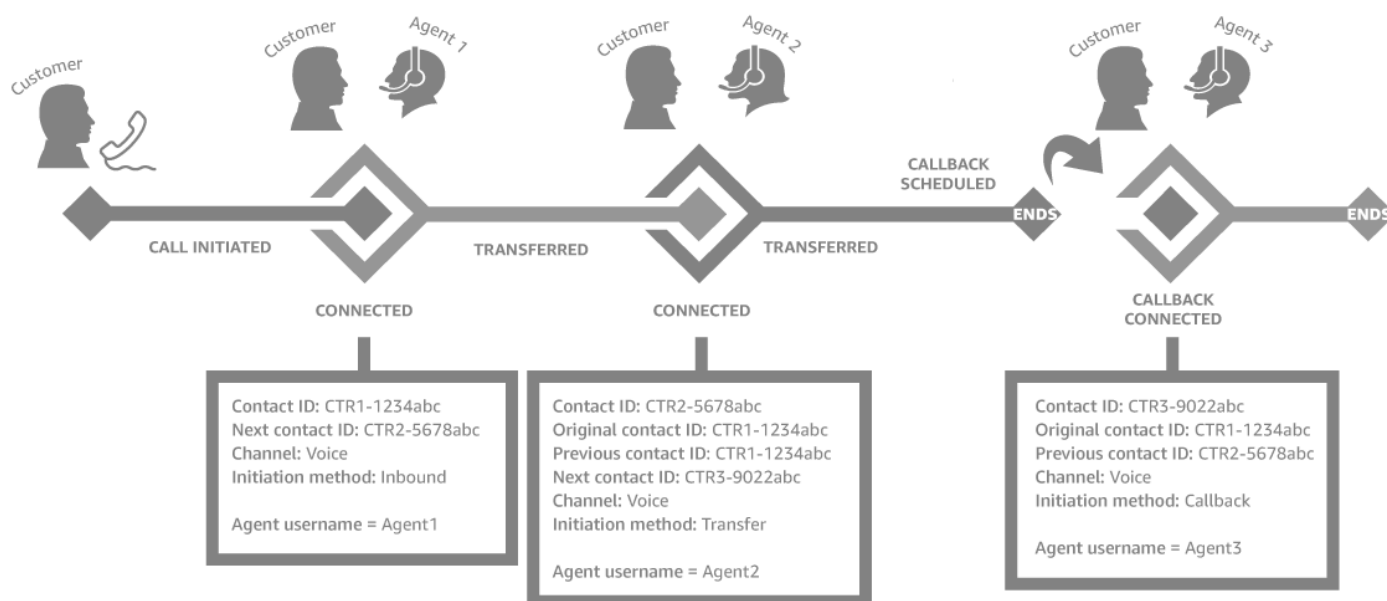 Customer
Customer
Agent 1
Customer
Agent 2
Customer
Agent 3
CALL INITIATED
TRANSFERRED
TRANSFERRED
CALLBACK
SCHEDULED
ENDS
ENDS
CONNECTED
CONNECTED
CALLBACK
CONNECTED
Contact ID: CTR1-1234abc
Next contact ID: CTR2-5678abc
Channel: Voice
Initiation method: Inbound
Agent username = Agent1
Contact ID: CTR2-5678abc
Original contact ID: CTR1-1234abc
Previous contact ID: CTR1-1234abc
Next contact ID: CTR3-9022abc
Channel: Voice
Initiation method: Transfer
Agent username = Agent2
Contact ID: CTR3-9022abc
Original contact ID: CTR1-1234abc
Previous contact ID: CTR2-5678abc
Channel: Voice
Initiation method: Callback
Agent username = Agent3